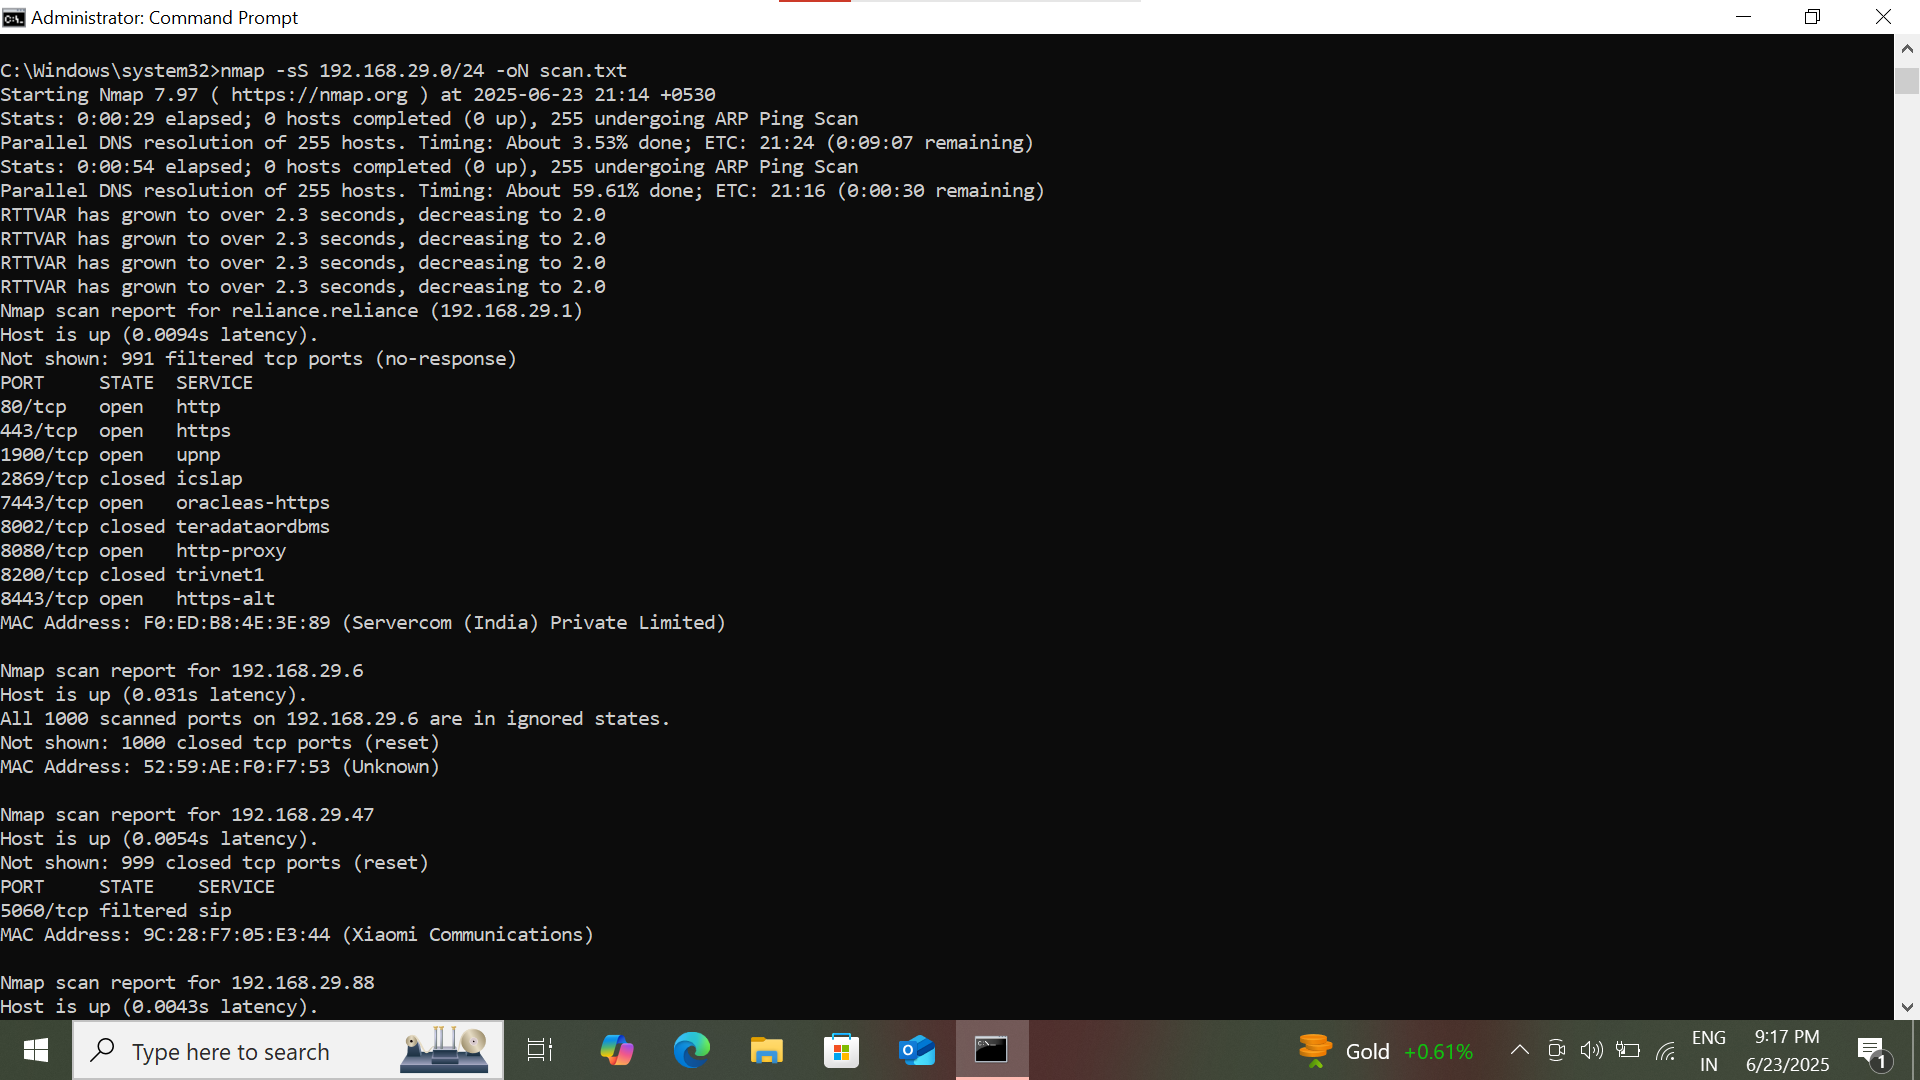 Administrator: Command Prompt
C:\Windows\system32>nmap -sS 192.168.29.0/24 -oN scan.txt
Starting Nmap 7.97 ( https://nmap.org ) at 2025-06-23 21:14 +0530
Stats: 0:00:29 elapsed; 0 hosts completed (0 up), 255 undergoing ARP Ping Scan
Parallel DNS resolution of 255 hosts. Timing: About 3.53% done; ETC: 21:24 (0:09:07 remaining)
Stats: 0:00:54 elapsed; 0 hosts completed (0 up), 255 undergoing ARP Ping Scan
Parallel DNS resolution of 255 hosts. Timing: About 59.61% done; ETC: 21:16 (0:00:30 remaining)
RTTVAR has grown to over 2.3 seconds, decreasing to 2.0
RTTVAR has grown to over 2.3 seconds, decreasing to 2.0
RTTVAR has grown to over 2.3 seconds, decreasing to 2.0
RTTVAR has grown to over 2.3 seconds, decreasing to 2.0
Nmap scan report for reliance.reliance (192.168.29.1)
Host is up (0.0094s latency).
Not shown: 991 filtered tcp ports (no-response)
PORT     STATE  SERVICE
80/tcp   open   http
443/tcp  open   https
1900/tcp open   upnp
2869/tcp closed icslap
7443/tcp open   oracleas-https
8002/tcp closed teradataordbms
8080/tcp open   http-proxy
8200/tcp closed trivnet1
8443/tcp open   https-alt
MAC Address: F0:ED:B8:4E:3E:89 (Servercom (India) Private Limited)
Nmap scan report for 192.168.29.6
Host is up (0.031s latency).
All 1000 scanned ports on 192.168.29.6 are in ignored states.
Not shown: 1000 closed tcp ports (reset)
MAC Address: 52:59:AE:F0:F7:53 (Unknown)
Nmap scan report for 192.168.29.47
Host is up (0.0054s latency).
Not shown: 999 closed tcp ports (reset)
PORT     STATE    SERVICE
5060/tcp filtered sip
MAC Address: 9C:28:F7:05:E3:44 (Xiaomi Communications)
Nmap scan report for 192.168.29.88
Host is up (0.0043s latency).
Type here to search
Gold +0.61%
ENG
IN
9:17 PM
6/23/2025
1